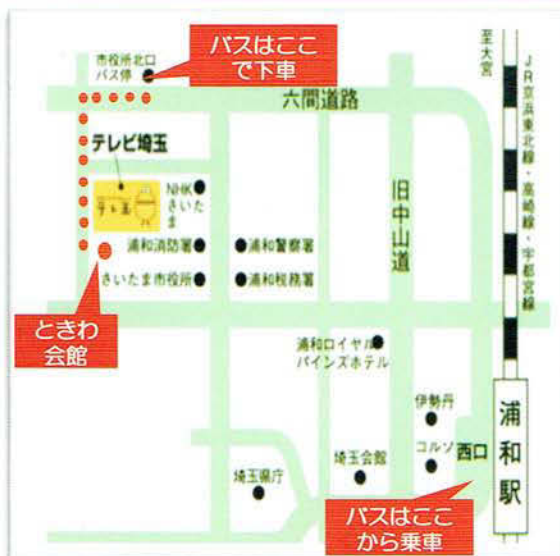 市役所北口
バス停
バスはここ
で下車
至大宮
JR京浜東北線・高崎線・宇都宮線
六間道路
テレビ埼玉
テレ玉
NHK
さいた
ま
旧中山道
浦和消防署
浦和警察署
さいたま市役所
浦和税務署
ときわ
会館
浦和ロイヤル
パインズホテル
伊勢丹
コルソ
西口
浦和駅
埼玉会館
埼玉県庁
バスはここ
から乗車